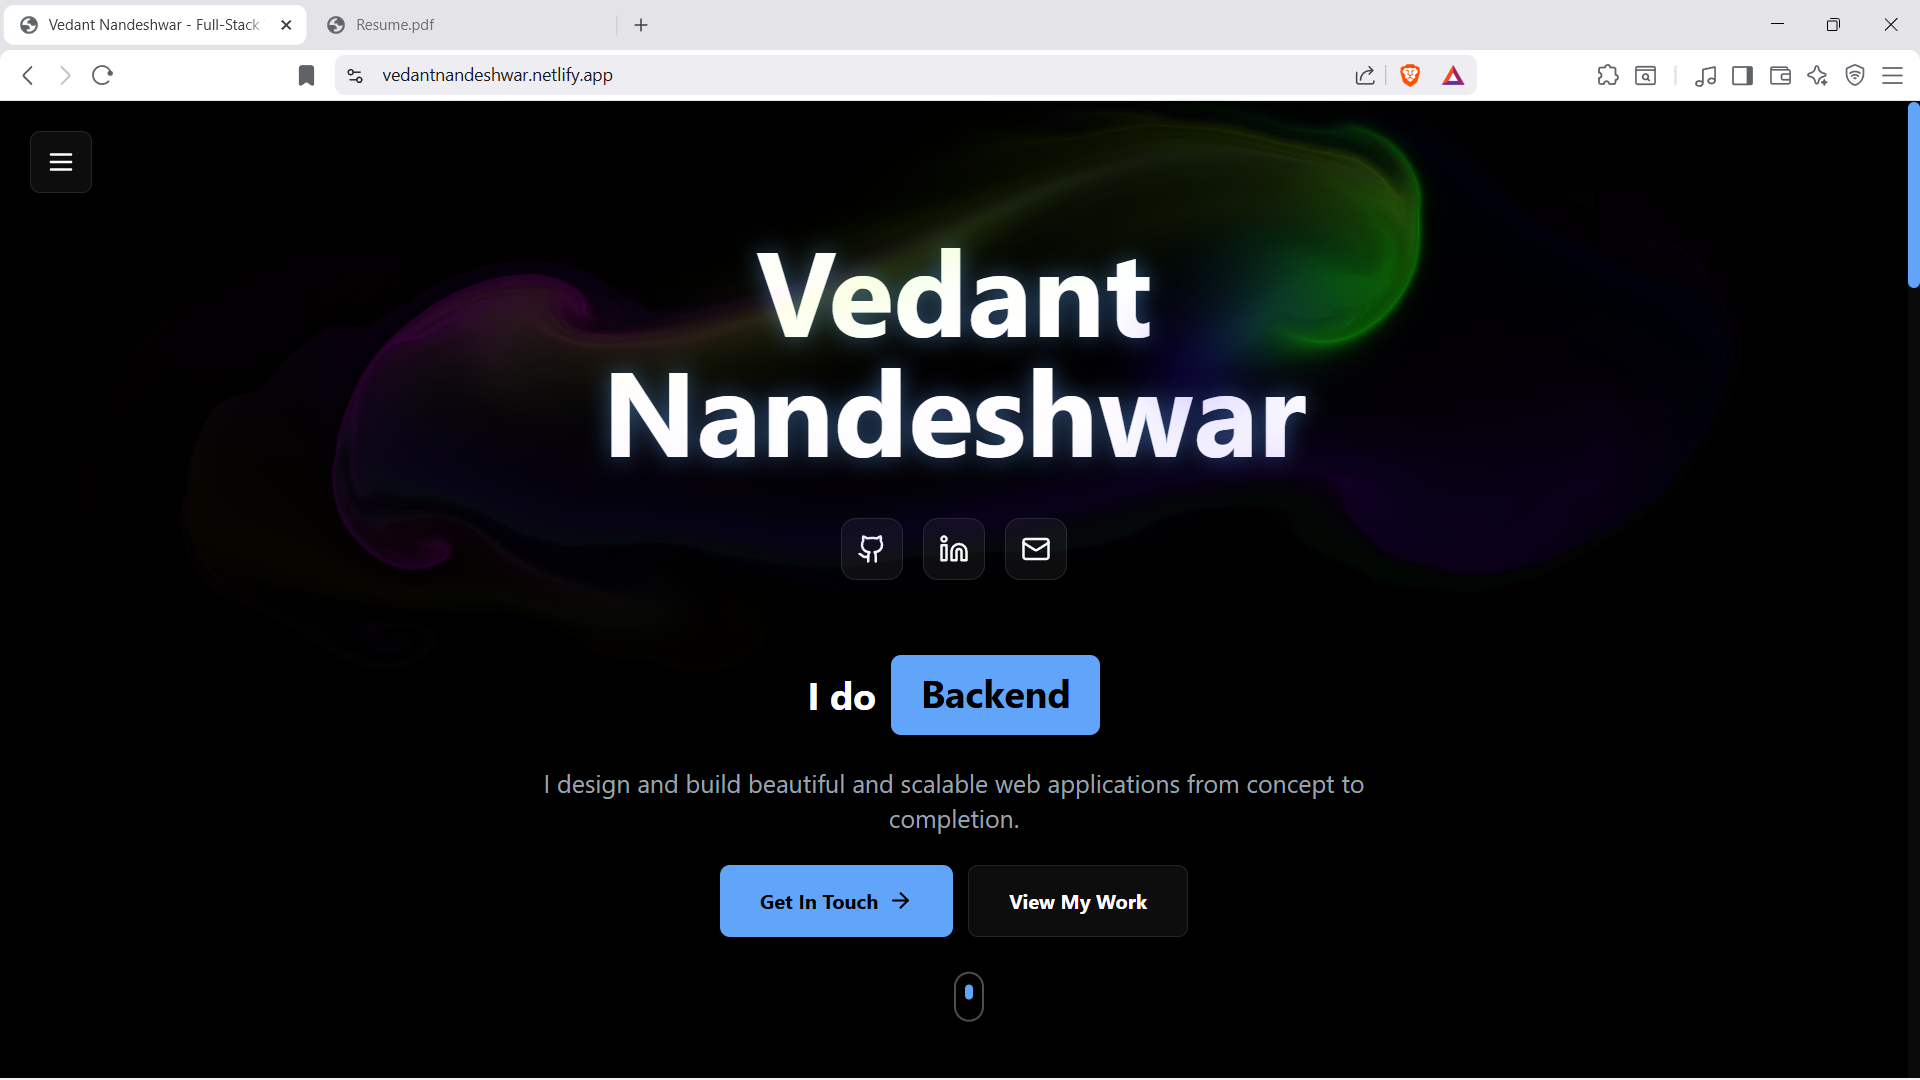 Vedant Nandeshwar - Full-Stack
Resume.pdf
vedantnandeshwar.netlify.app
Vedant
Nandeshwar
I do Backend
I design and build beautiful and scalable web applications from concept to
completion.
Get In Touch
View My Work